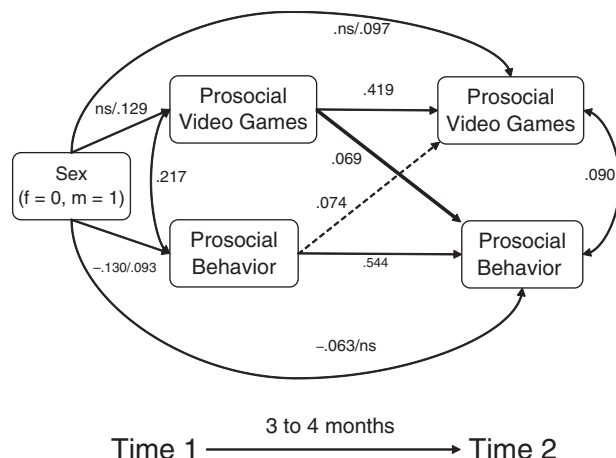 .ns/.097
Prosocial
Video Games
.419
Prosocial
Video Games
ns/.129
.069
Sex
(f = 0, m = 1)
.217
.074
.090
Prosocial
Behavior
.544
Prosocial
Behavior
–.130/.093
–.063/ns
3 to 4 months
Time 1
Time 2